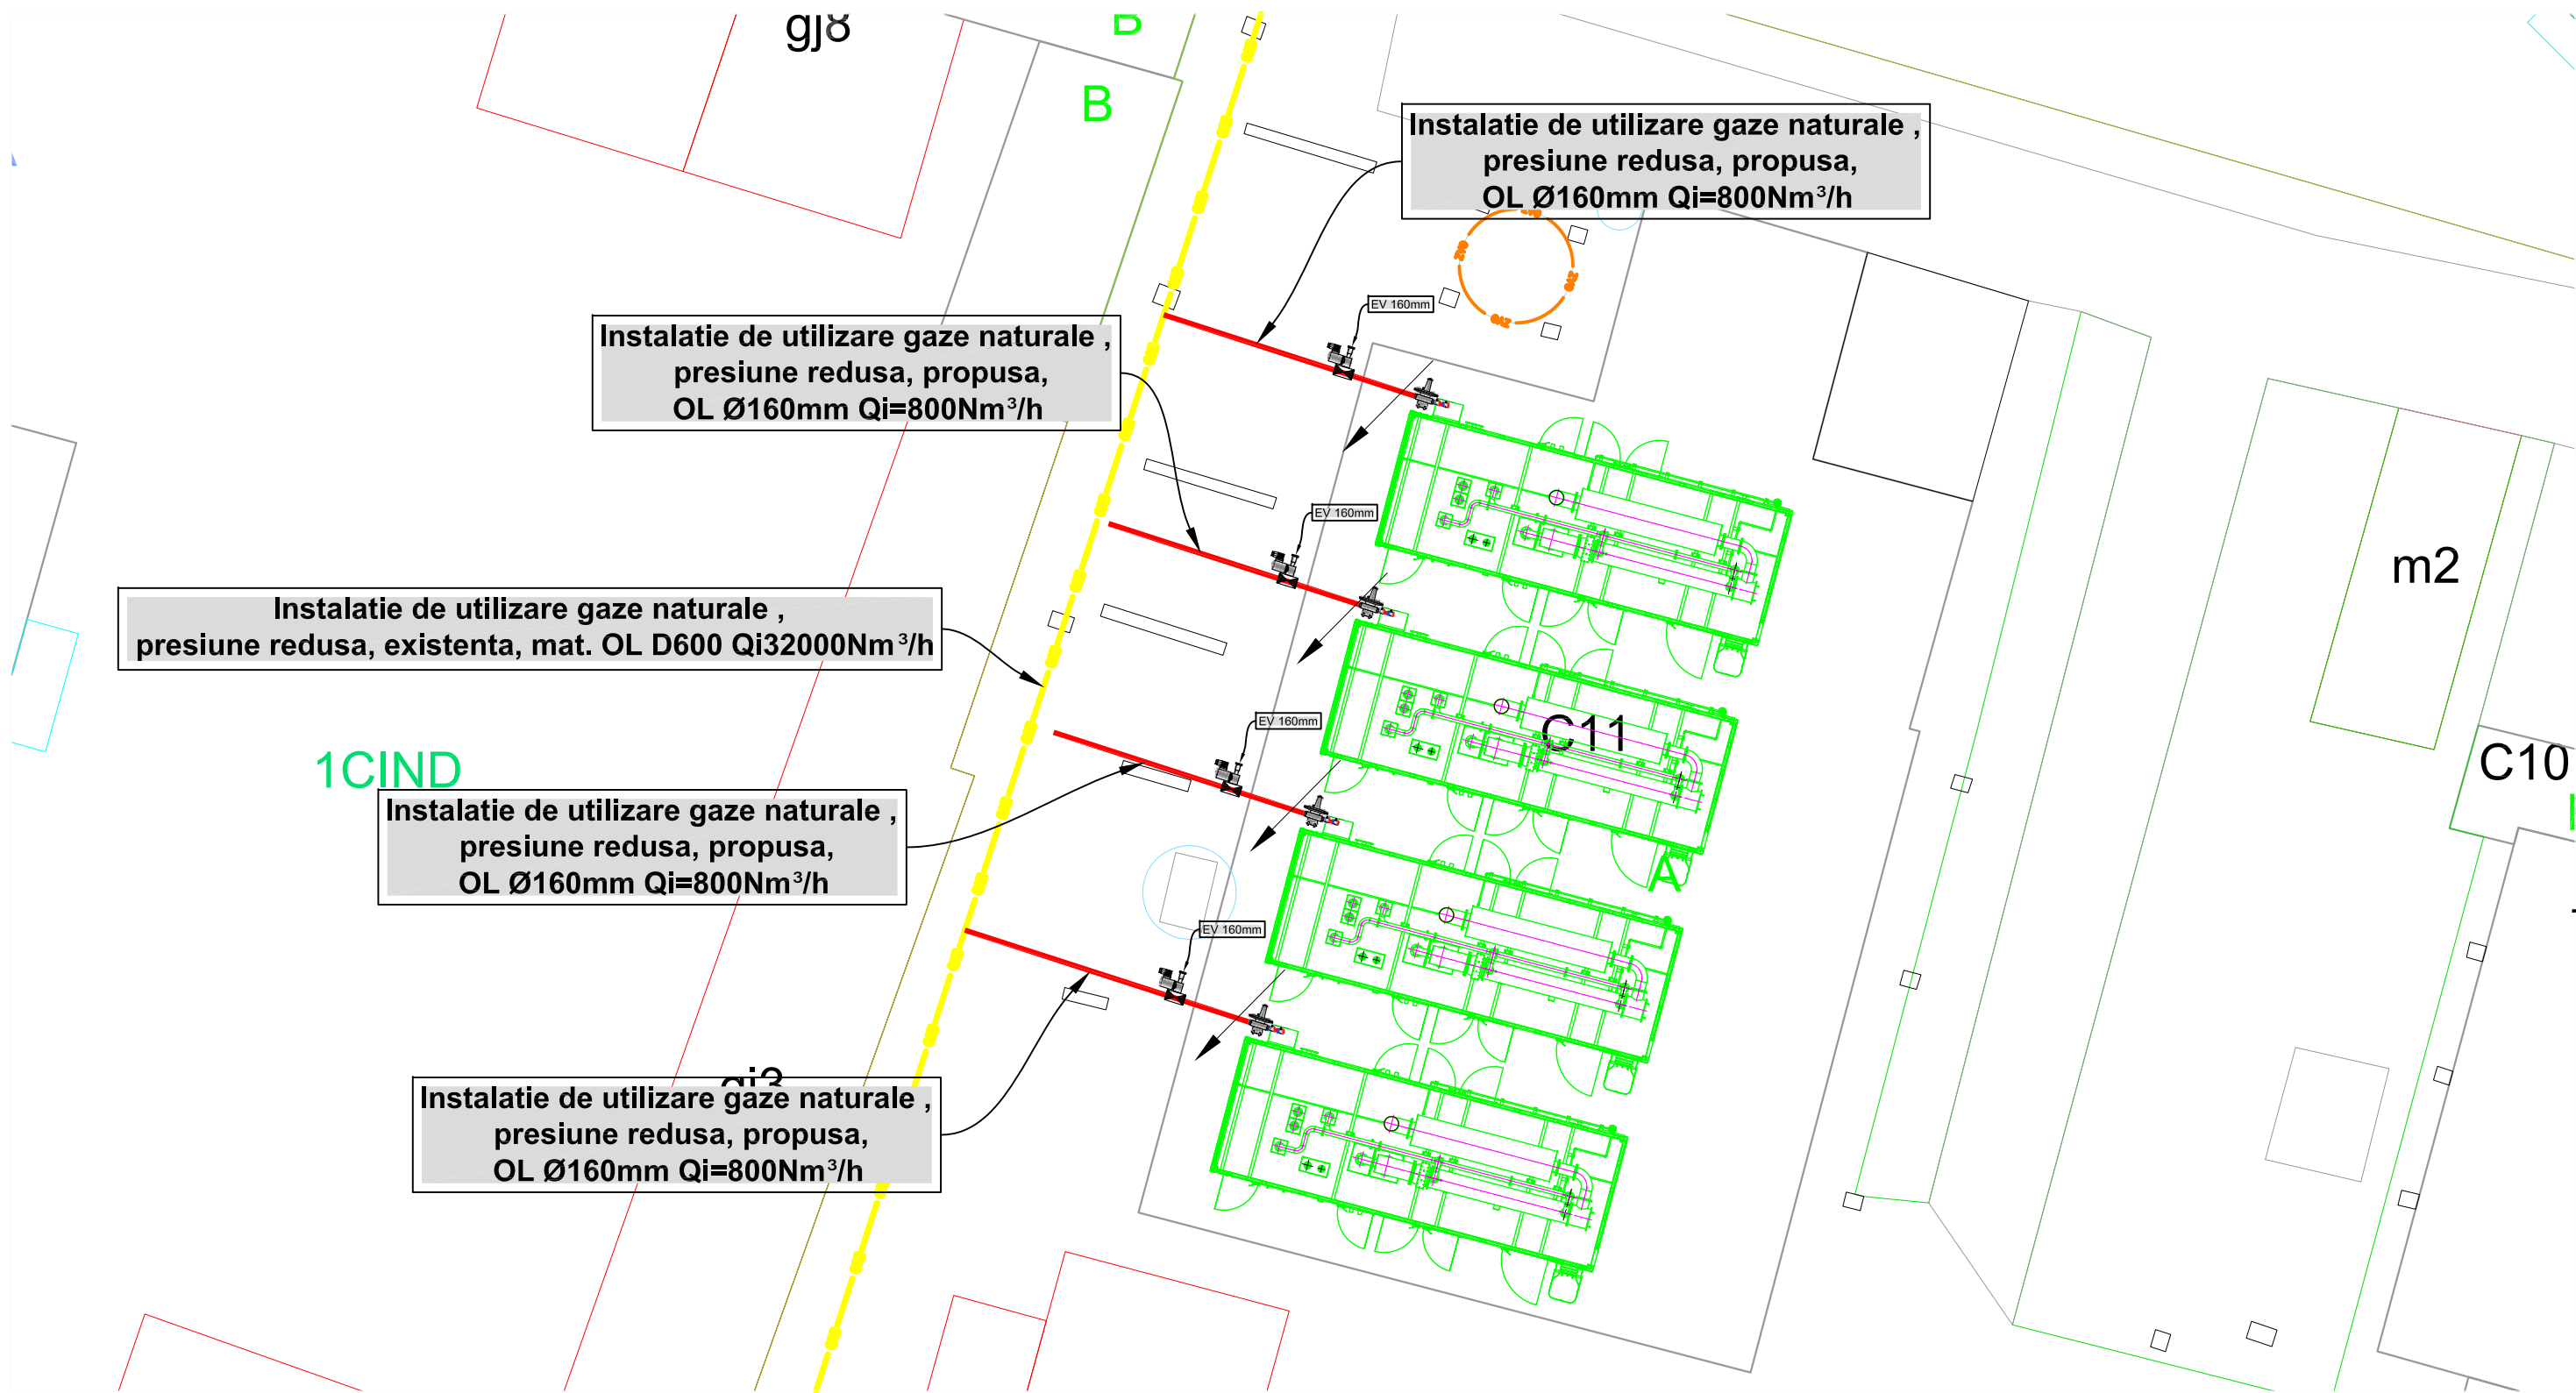 gj8
B
B
Instalatie de utilizare gaze naturale ,
presiune redusa, propusa,
OL Ø160mm Qi=800Nm³/h
EV 160mm
Instalatie de utilizare gaze naturale ,
presiune redusa, propusa,
OL Ø160mm Qi=800Nm³/h
EV 160mm
m2
Instalatie de utilizare gaze naturale ,
presiune redusa, existenta, mat. OL D600 Qi32000Nm³/h
EV 160mm
C11
C10
1CIND
Instalatie de utilizare gaze naturale ,
presiune redusa, propusa,
OL Ø160mm Qi=800Nm³/h
A
EV 160mm
gj3
Instalatie de utilizare gaze naturale ,
presiune redusa, propusa,
OL Ø160mm Qi=800Nm³/h